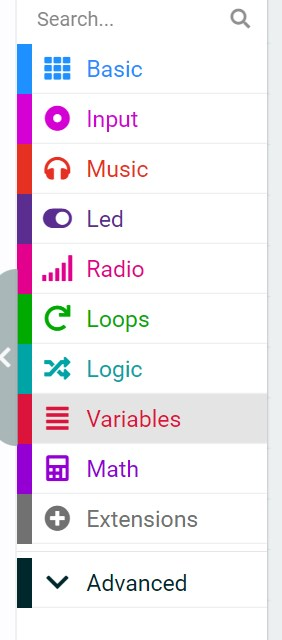 Search...
Basic
Input
Music
Led
Radio
Loops
Logic
Variables
Math
Extensions
Advanced